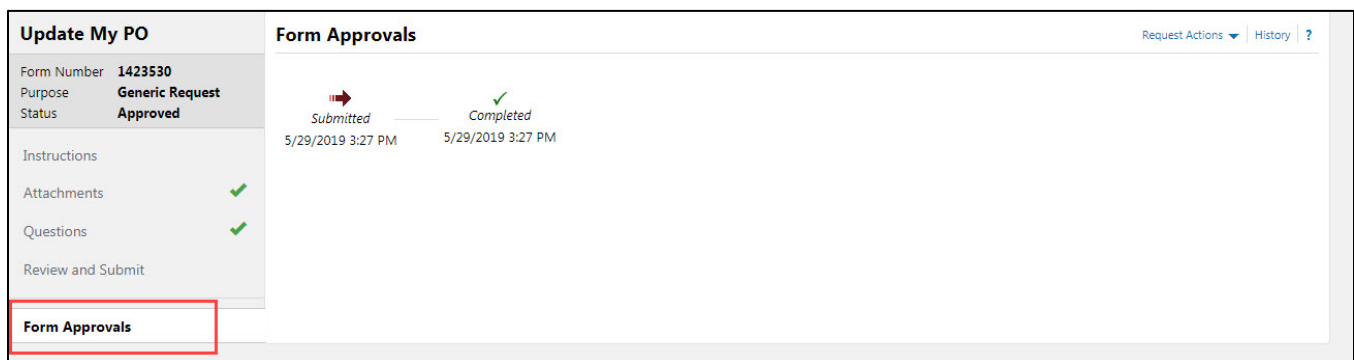 Update My PO
Form Number 1423530
Purpose Generic Request
Status Approved
Instructions
Attachments
Questions
Review and Submit
Form Approvals
Form Approvals
Request Actions History ?
Submitted Completed
5/29/2019 3:27 PM 5/29/2019 3:27 PM